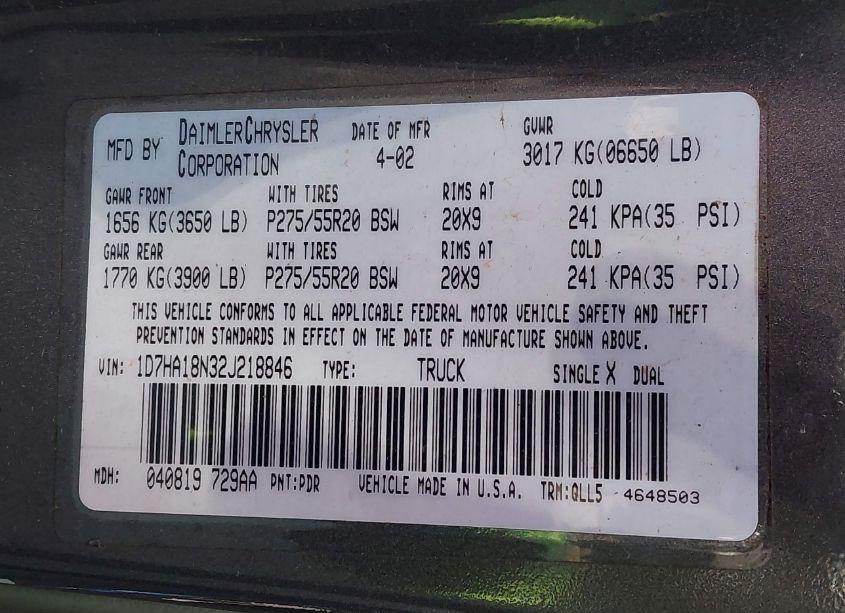 MFD BY DAIMLERCHRYSLER CORPORATION DATE OF MFR 4-02 GVWR 3017 KG(06650 LB)
GAWR FRONT WITH TIRES RIMS AT COLD
1656 KG(3650 LB) P275/55R20 BSW 20X9 241 KPA(35 PSI)
GAWR REAR WITH TIRES RIMS AT COLD
1770 KG(3900 LB) P275/55R20 BSW 20X9 241 KPA(35 PSI)
THIS VEHICLE CONFORMS TO ALL APPLICABLE FEDERAL MOTOR VEHICLE SAFETY AND THEFT
PREVENTION STANDARDS IN EFFECT ON THE DATE OF MANUFACTURE SHOWN ABOVE.
VIN: 1D7HA18N32J218846 TYPE: TRUCK SINGLE X DUAL
MDH: 040819 729AA PNT:PDR VEHICLE MADE IN U.S.A. TRM:QLL5 4648503